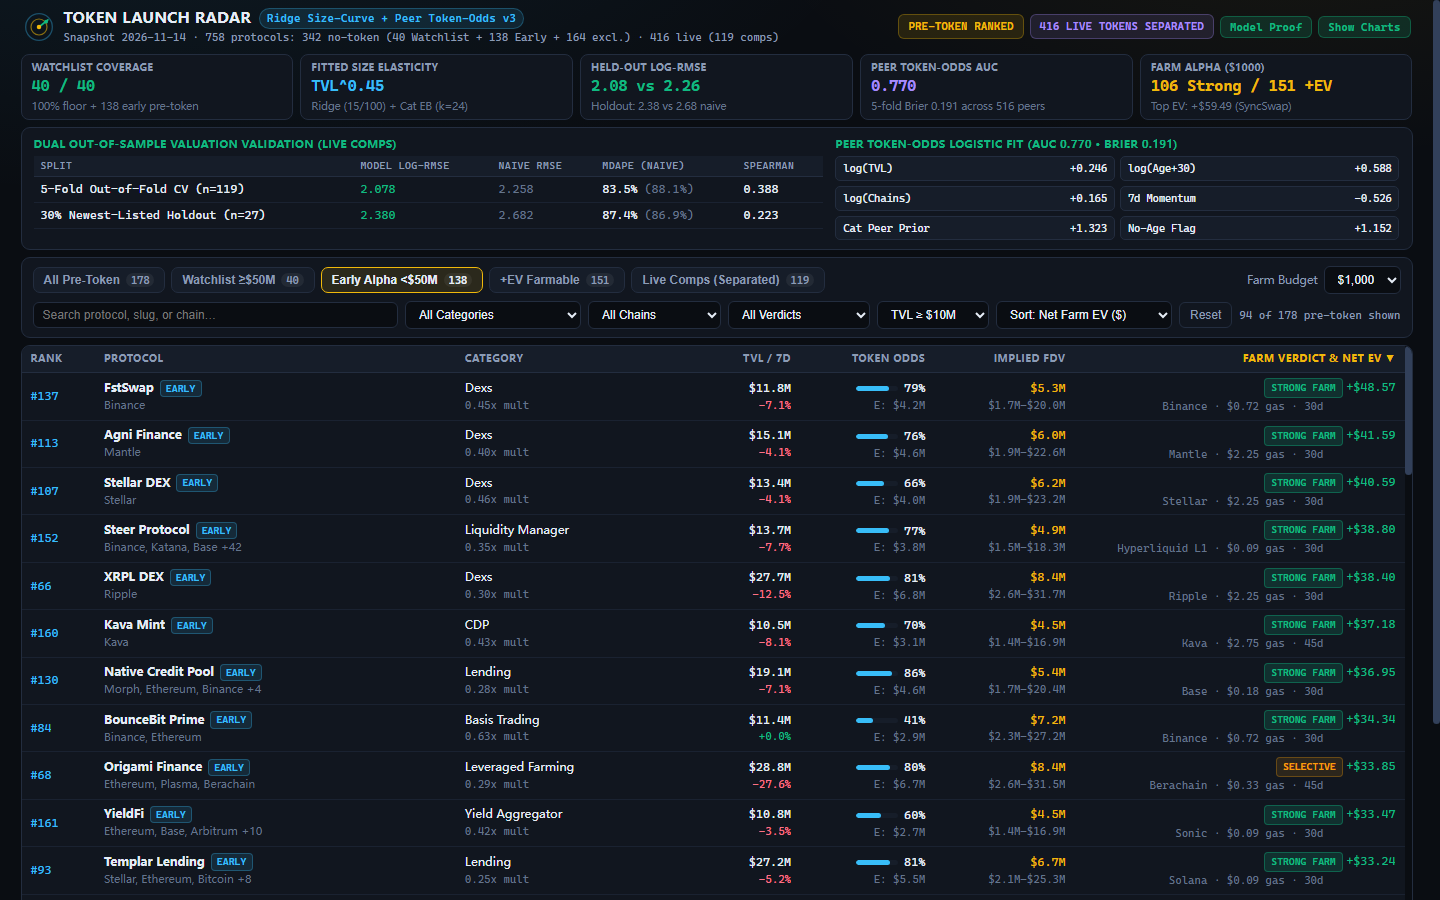 TOKEN LAUNCH RADAR Ridge Size-Curve + Peer Token-Odds v3
Snapshot 2026-11-14 · 758 protocols: 342 no-token (40 Watchlist + 138 Early + 164 excl.) · 416 live (119 comps)
PRE-TOKEN RANKED 416 LIVE TOKENS SEPARATED Model Proof Show Charts
WATCHLIST COVERAGE
40 / 40
100% floor + 138 early pre-token
FITTED SIZE ELASTICITY
TVL^0.45
Ridge (15/100) + Cat EB (k=24)
HELD-OUT LOG-RMSE
2.08 vs 2.26
Holdout: 2.38 vs 2.68 naive
PEER TOKEN-ODDS AUC
0.770
5-fold Brier 0.191 across 516 peers
FARM ALPHA ($1000)
106 Strong / 151 +EV
Top EV: +$59.49 (SyncSwap)
DUAL OUT-OF-SAMPLE VALUATION VALIDATION (LIVE COMPS)
SPLIT MODEL LOG-RMSE NAIVE RMSE MDAPE (NAIVE) SPEARMAN
5-Fold Out-of-Fold CV (n=119) 2.078 2.258 83.5% (88.1%) 0.388
30% Newest-Listed Holdout (n=27) 2.380 2.682 87.4% (86.9%) 0.223
PEER TOKEN-ODDS LOGISTIC FIT (AUC 0.770 • BRIER 0.191)
log(TVL) +0.246 log(Age+30) +0.588
log(Chains) +0.165 7d Momentum -0.526
Cat Peer Prior +1.323 No-Age Flag +1.152
All Pre-Token 178 Watchlist ≥$50M 40 Early Alpha <$50M 138 +EV Farmable 151 Live Comps (Separated) 119 Farm Budget $1,000
Search protocol, slug, or chain... All Categories All Chains All Verdicts TVL ≥ $10M Sort: Net Farm EV ($) Reset 94 of 178 pre-token shown
RANK PROTOCOL CATEGORY TVL / 7D TOKEN ODDS IMPLIED FDV FARM VERDICT & NET EV ▼
#137 FstSwap EARLY Dexs $11.8M 79% $5.3M STRONG FARM +$48.57
Binance 0.45x mult -7.1% E: $4.2M $1.7M–$20.0M Binance · $0.72 gas · 30d
#113 Agni Finance EARLY Dexs $15.1M 76% $6.0M STRONG FARM +$41.59
Mantle 0.40x mult -4.1% E: $4.6M $1.9M–$22.6M Mantle · $2.25 gas · 30d
#107 Stellar DEX EARLY Dexs $13.4M 66% $6.2M STRONG FARM +$40.59
Stellar 0.46x mult -4.1% E: $4.0M $1.9M–$23.2M Stellar · $2.25 gas · 30d
#152 Steer Protocol EARLY Liquidity Manager $13.7M 77% $4.9M STRONG FARM +$38.80
Binance, Katana, Base +42 0.35x mult -7.7% E: $3.8M $1.5M–$18.3M Hyperliquid L1 · $0.09 gas · 30d
#66 XRPL DEX EARLY Dexs $27.7M 81% $8.4M STRONG FARM +$38.40
Ripple 0.30x mult -12.5% E: $6.8M $2.6M–$31.7M Ripple · $2.25 gas · 30d
#160 Kava Mint EARLY CDP $10.5M 70% $4.5M STRONG FARM +$37.18
Kava 0.43x mult -8.1% E: $3.1M $1.4M–$16.9M Kava · $2.75 gas · 45d
#130 Native Credit Pool EARLY Lending $19.1M 86% $5.4M STRONG FARM +$36.95
Morph, Ethereum, Binance +4 0.28x mult -7.1% E: $4.6M $1.7M–$20.4M Base · $0.18 gas · 30d
#84 BounceBit Prime EARLY Basis Trading $11.4M 41% $7.2M STRONG FARM +$34.34
Binance, Ethereum 0.63x mult +0.0% E: $2.9M $2.3M–$27.2M Binance · $0.72 gas · 30d
#68 Origami Finance EARLY Leveraged Farming $28.8M 80% $8.4M SELECTIVE +$33.85
Ethereum, Plasma, Berachain 0.29x mult -27.6% E: $6.7M $2.6M–$31.5M Berachain · $0.33 gas · 45d
#161 YieldFi EARLY Yield Aggregator $10.8M 60% $4.5M STRONG FARM +$33.47
Ethereum, Base, Arbitrum +10 0.42x mult -3.5% E: $2.7M $1.4M–$16.9M Sonic · $0.09 gas · 30d
#93 Templar Lending EARLY Lending $27.2M 81% $6.7M STRONG FARM +$33.24
Stellar, Ethereum, Bitcoin +8 0.25x mult -5.2% E: $5.5M $2.1M–$25.3M Solana · $0.09 gas · 30d